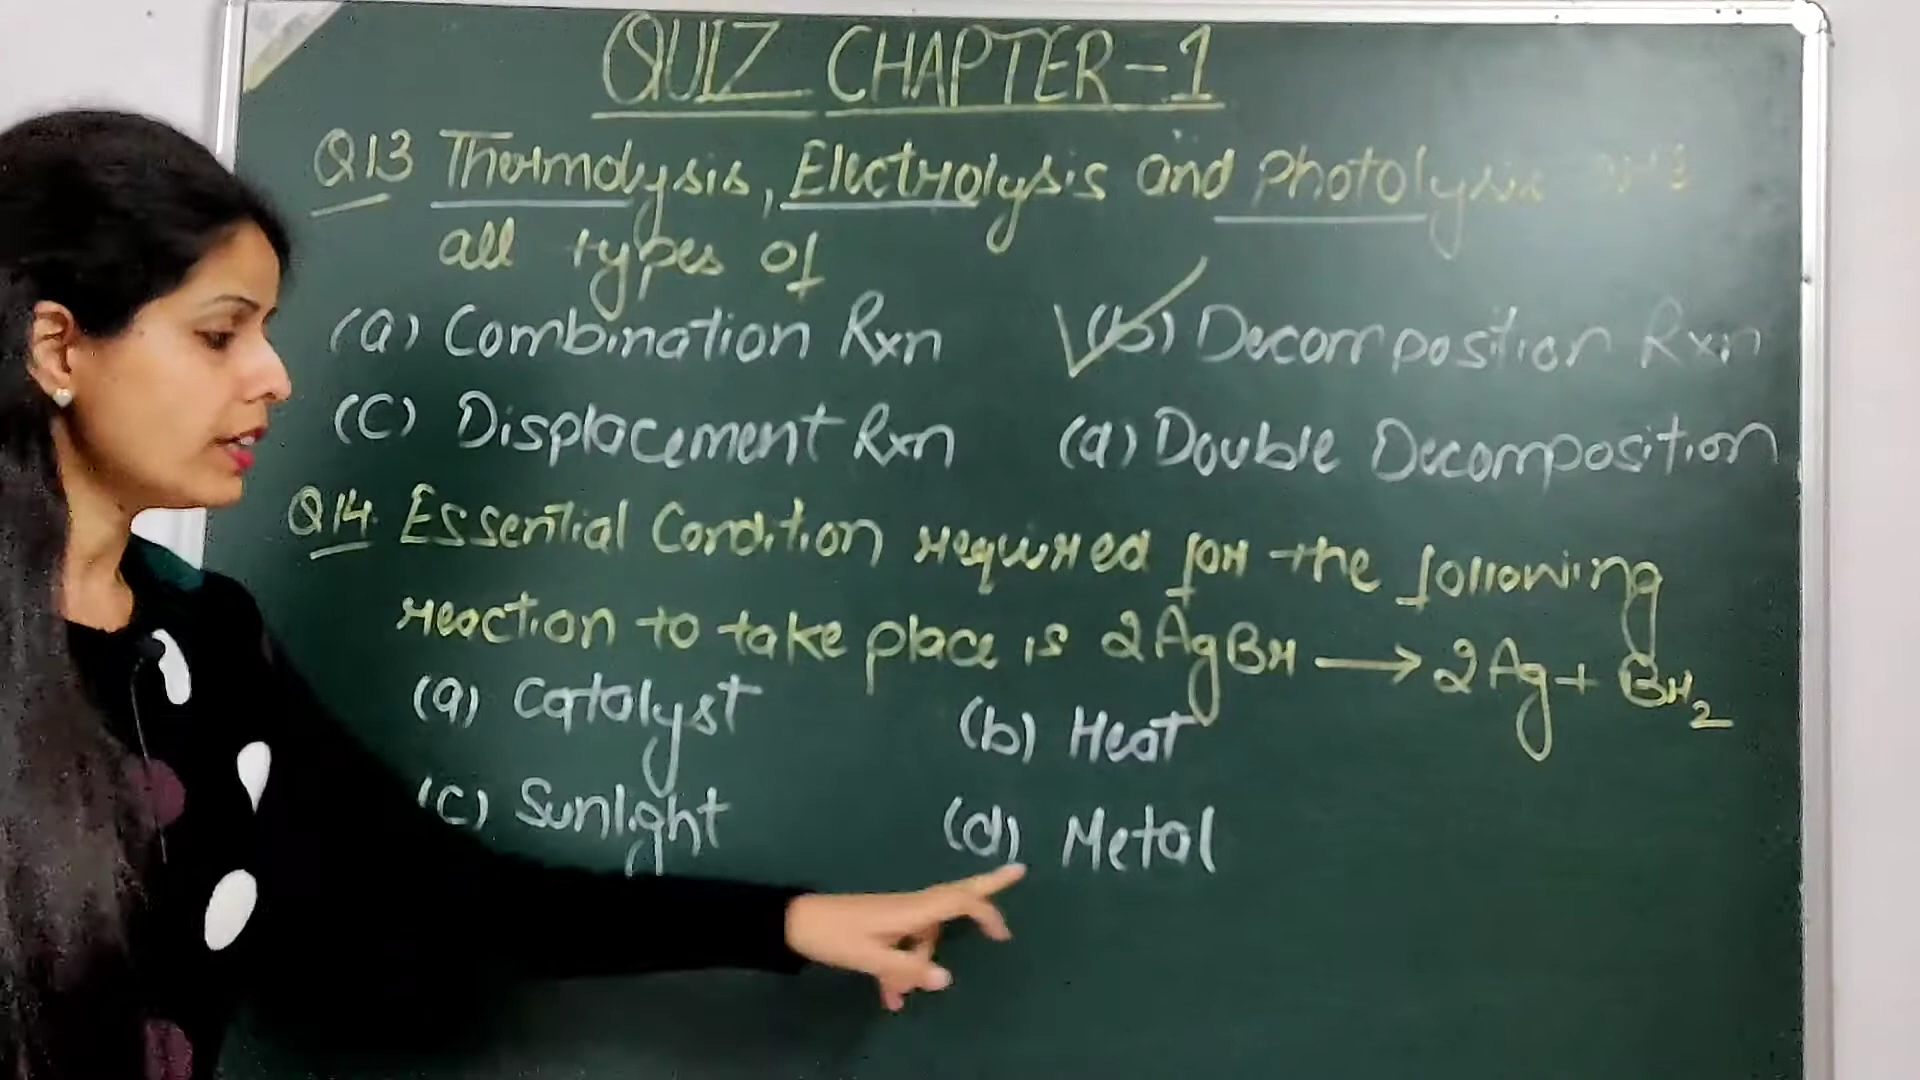 QUIZ CHAPTER-1
Q13 Thermolysis, Electrolysis and Photolysis are
all types of
(a) Combination Rxn (b) Decomposition Rxn
(C) Displacement Rxn (d) Double Decomposition
Q14. Essential Condition required for the following
reaction to take place is 2AgBr → 2Ag + Br₂
(a) Catalyst (b) Heat
(c) Sunlight (d) Metal